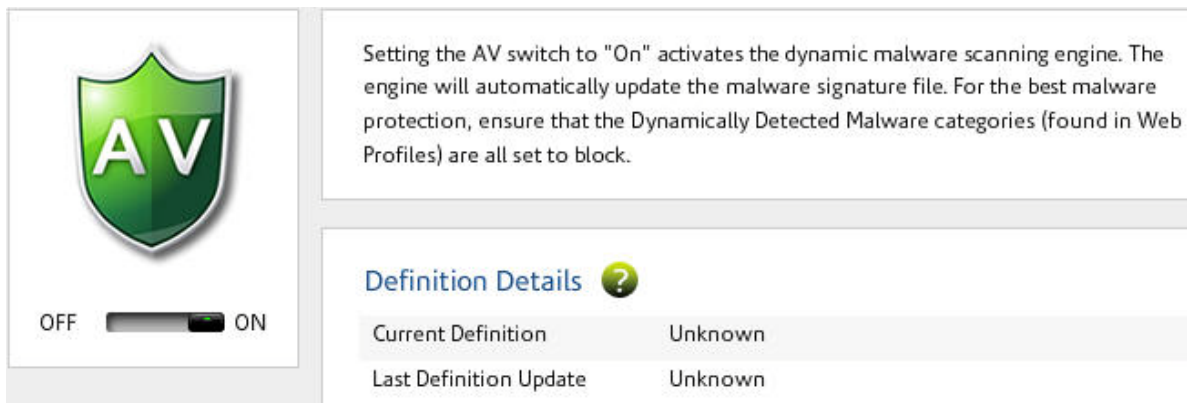 AV
OFF ON
Setting the AV switch to "On" activates the dynamic malware scanning engine. The
engine will automatically update the malware signature file. For the best malware
protection, ensure that the Dynamically Detected Malware categories (found in Web
Profiles) are all set to block.
Definition Details ?
Current Definition Unknown
Last Definition Update Unknown